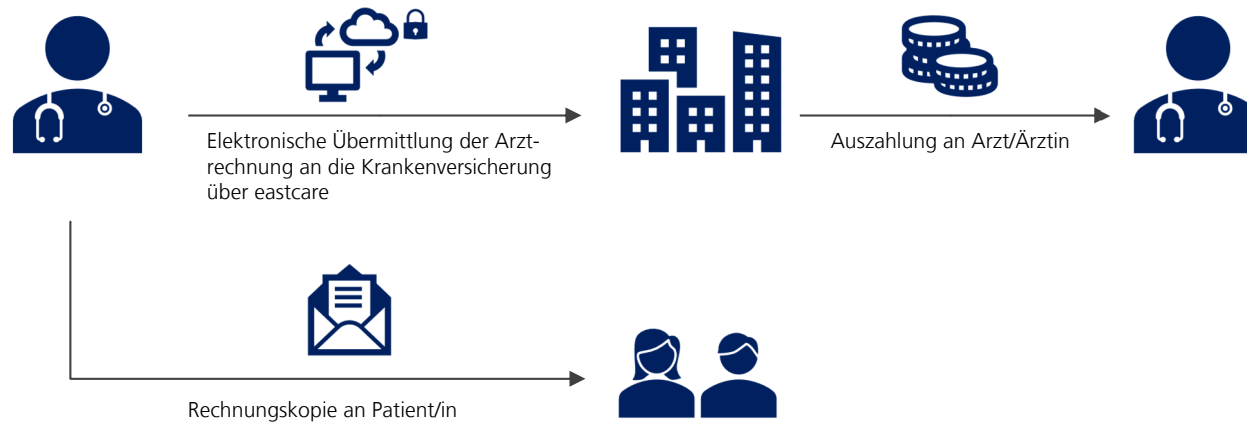 Elektronische Übermittlung der Arzt-
rechnung an die Krankenversicherung
über eastcare
Auszahlung an Arzt/Ärztin
Rechnungskopie an Patient/in